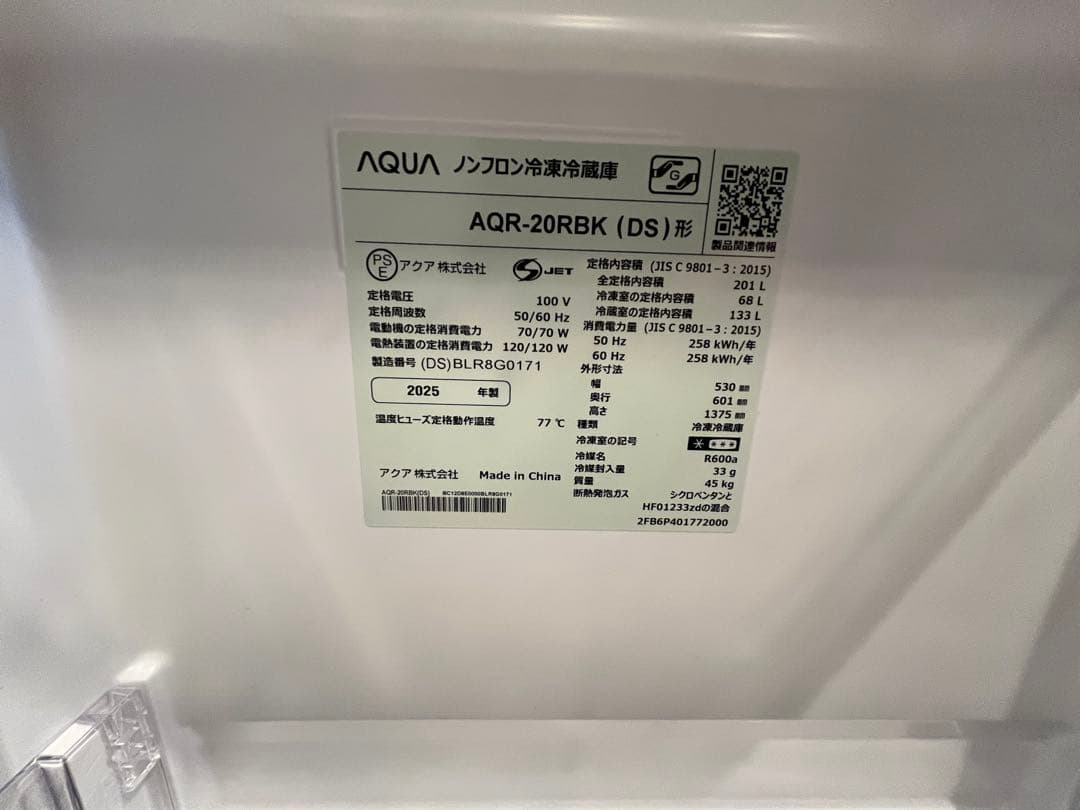 AQUA ノンフロン冷凍冷蔵庫
G
AQR-20RBK (DS)形
製品関連情報
PS
E
アクア株式会社
S JET
定格電圧 100 V
定格周波数 50/60 Hz
電動機の定格消費電力 70/70 W
電熱装置の定格消費電力 120/120 W
製造番号 (DS)BLR8G0171
2025 年製
温度ヒューズ定格動作温度 77 ℃
アクア株式会社 Made in China
AQR-20RBK(DS) BC12D8E0000BLR8G0171
定格内容積 (JIS C 9801-3 : 2015)
全定格内容積 201 L
冷凍室の定格内容積 68 L
冷蔵室の定格内容積 133 L
消費電力量 (JIS C 9801-3 : 2015)
50 Hz 258 kWh/年
60 Hz 258 kWh/年
外形寸法
幅 530 mm
奥行 601 mm
高さ 1375 mm
種類 冷凍冷蔵庫
冷凍室の記号
冷媒名 R600a
冷媒封入量 33 g
質量 45 kg
断熱発泡ガス シクロペンタンと
HFO1233zdの混合
2FB6P401772000